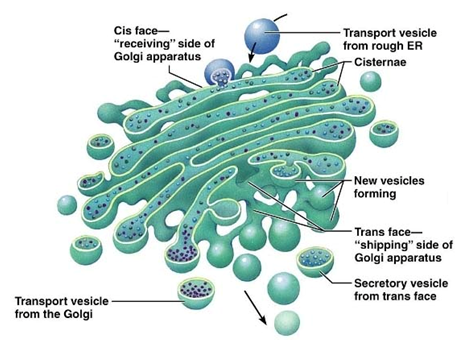 Cis face—
“receiving” side of
Golgi apparatus
Transport vesicle
from rough ER
Cisternae
New vesicles
forming
Trans face—
“shipping” side of
Golgi apparatus
Secretory vesicle
from trans face
Transport vesicle
from the Golgi